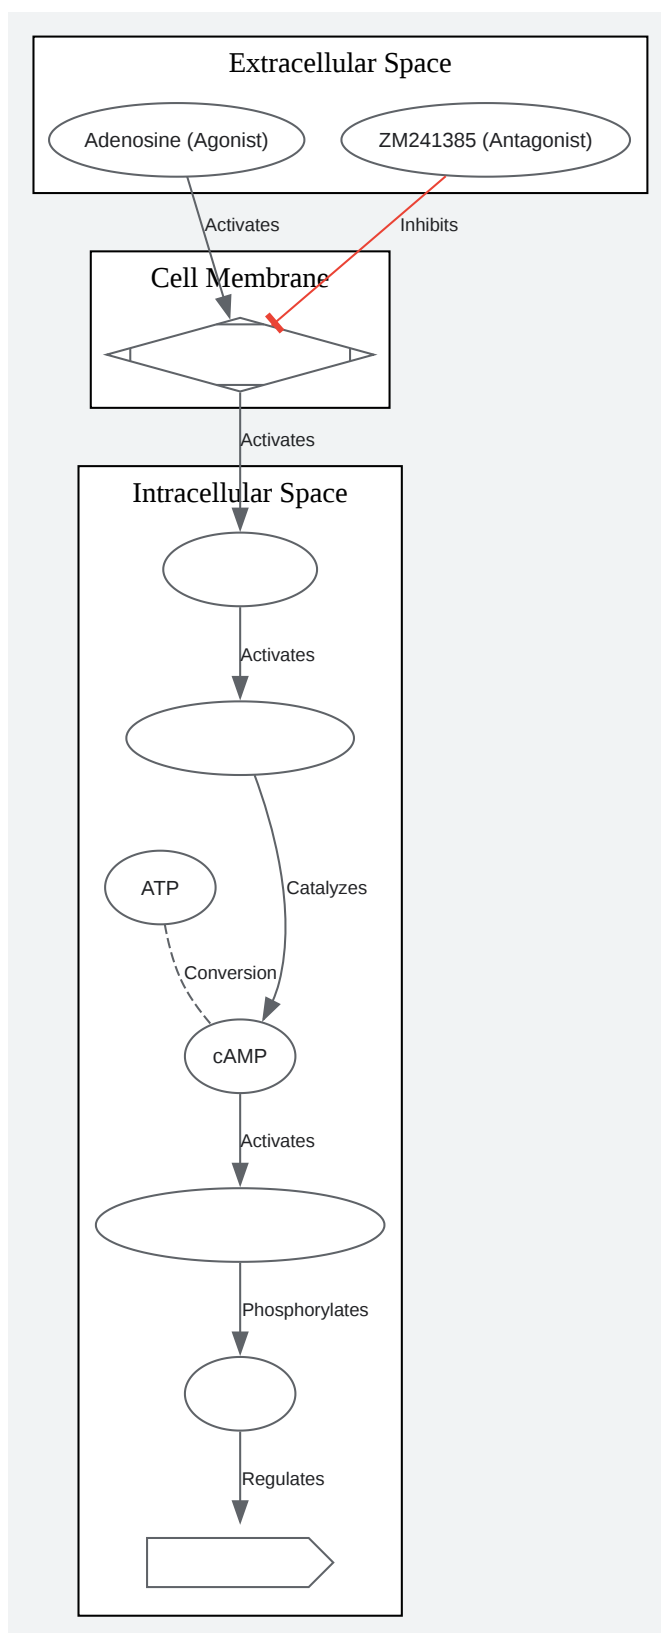 Extracellular Space
Adenosine (Agonist)
ZM241385 (Antagonist)
Activates
Inhibits
Cell Membrane
Activates
Intracellular Space
Activates
ATP
Catalyzes
Conversion
cAMP
Activates
Phosphorylates
Regulates